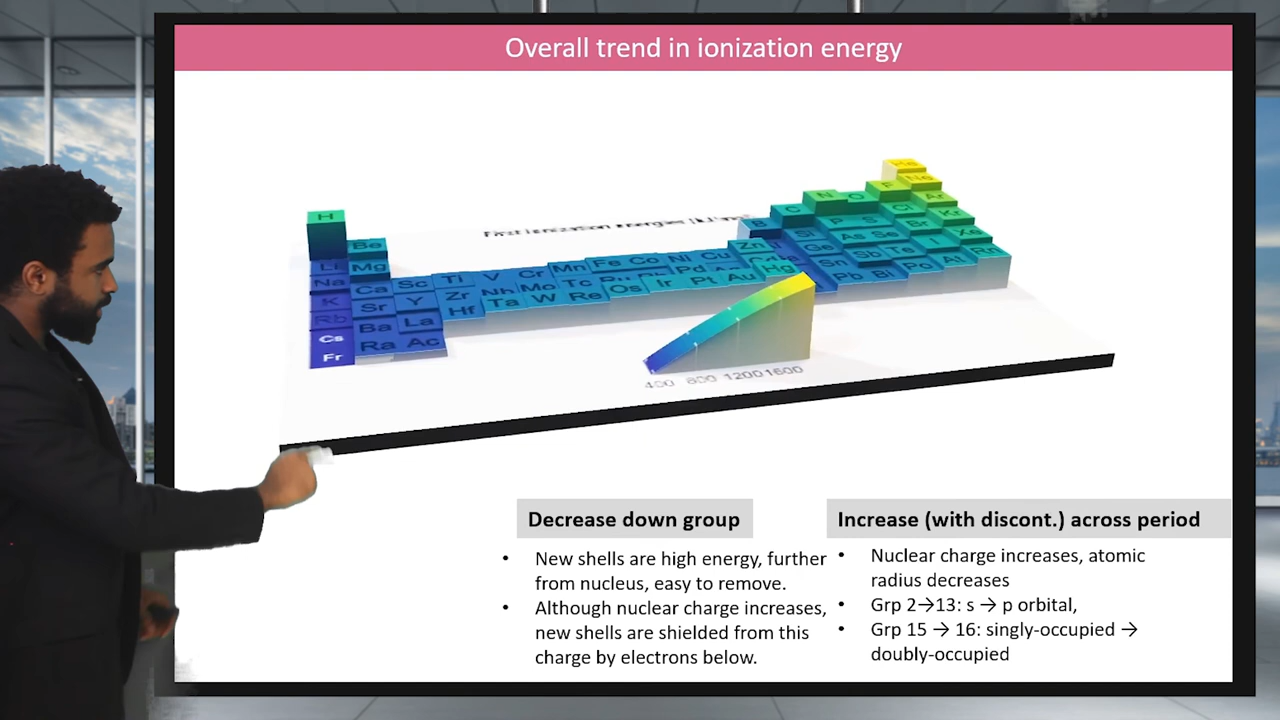 Overall trend in ionization energy
First ionization energies
H
He
Li Be B C N O F Ne
Na Mg Si P S Cl Ar
K Ca Sc Ti V Cr Mn Fe Co Ni Cu Zn Ge As Se Br Kr
Rb Sr Y Zr Nb Mo Tc Pd Sn Sb Te I Xe
Cs Ba La Hf Ta W Re Os Ir Pt Au Hg Pb Bi Po At Rn
Fr Ra Ac
400 800 1200 1600
Decrease down group
• New shells are high energy, further
from nucleus, easy to remove.
• Although nuclear charge increases,
new shells are shielded from this
charge by electrons below.
Increase (with discont.) across period
• Nuclear charge increases, atomic
radius decreases
• Grp 2→13: s → p orbital,
• Grp 15 → 16: singly-occupied →
doubly-occupied